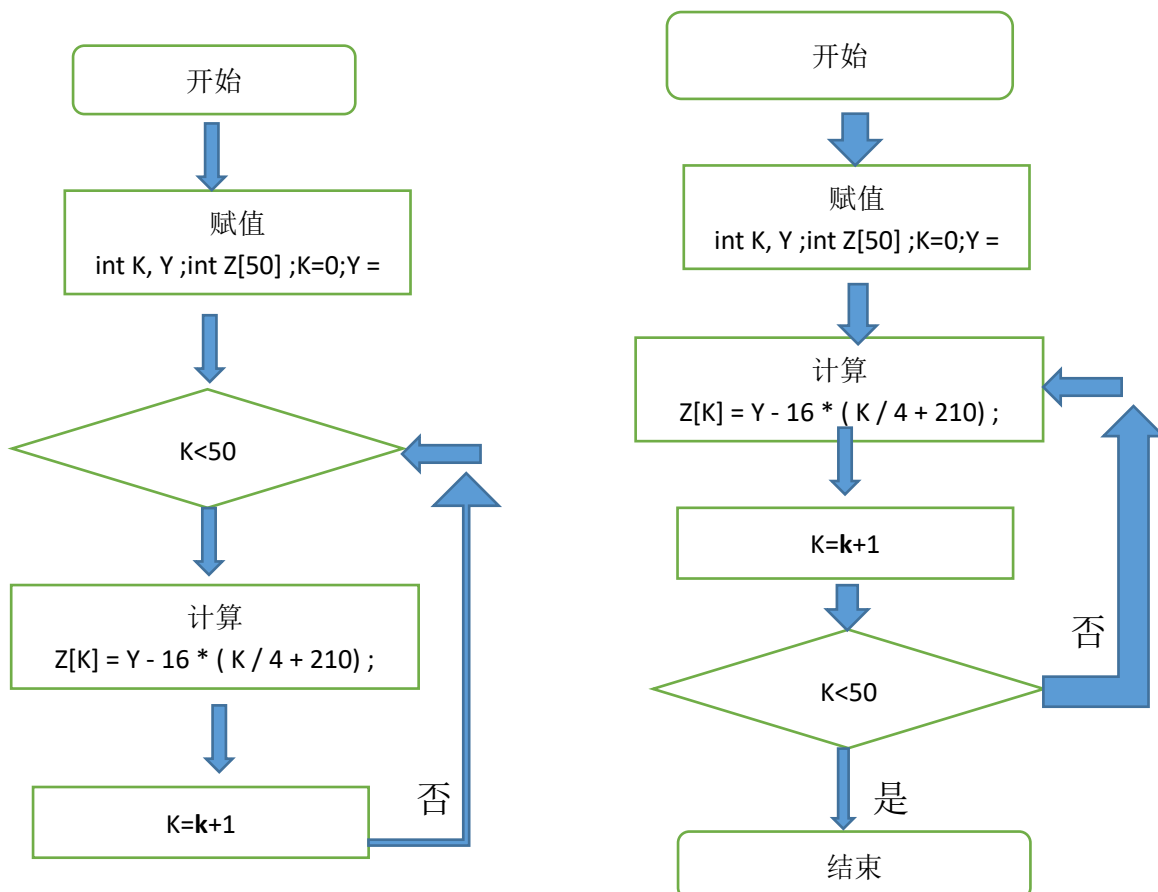 开始
赋值
int K, Y ;int Z[50] ;K=0;Y =
K<50
计算
Z[K] = Y - 16 * ( K / 4 + 210) ;
K=k+1
否
开始
赋值
int K, Y ;int Z[50] ;K=0;Y =
计算
Z[K] = Y - 16 * ( K / 4 + 210) ;
K=k+1
K<50
否
是
结束